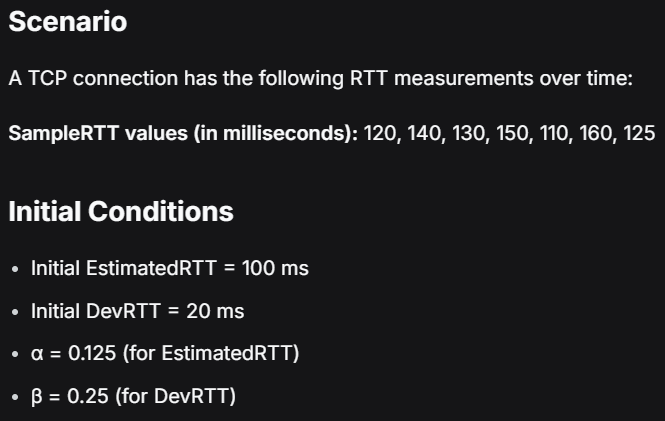 Scenario
A TCP connection has the following RTT measurements over time:
SampleRTT values (in milliseconds): 120, 140, 130, 150, 110, 160, 125
Initial Conditions
• Initial EstimatedRTT = 100 ms
• Initial DevRTT = 20 ms
• α = 0.125 (for EstimatedRTT)
• β = 0.25 (for DevRTT)